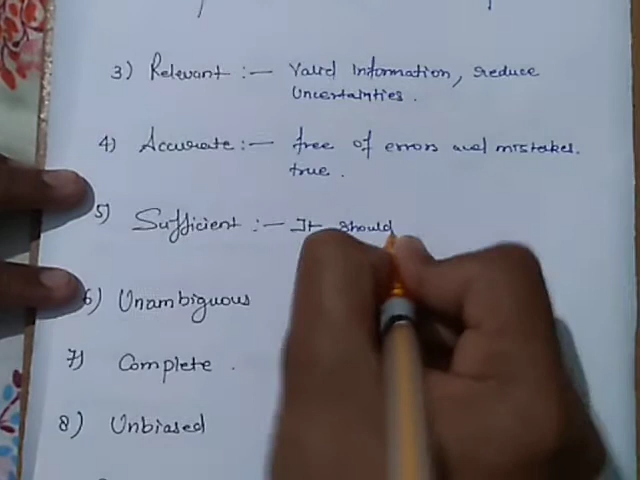 3) Relevant :— Valid Information, reduce
Uncertainties.
4) Accurate :— free of errors and mistakes.
true.
5) Sufficient :— It should
6) Unambiguous
7) Complete.
8) Unbiased